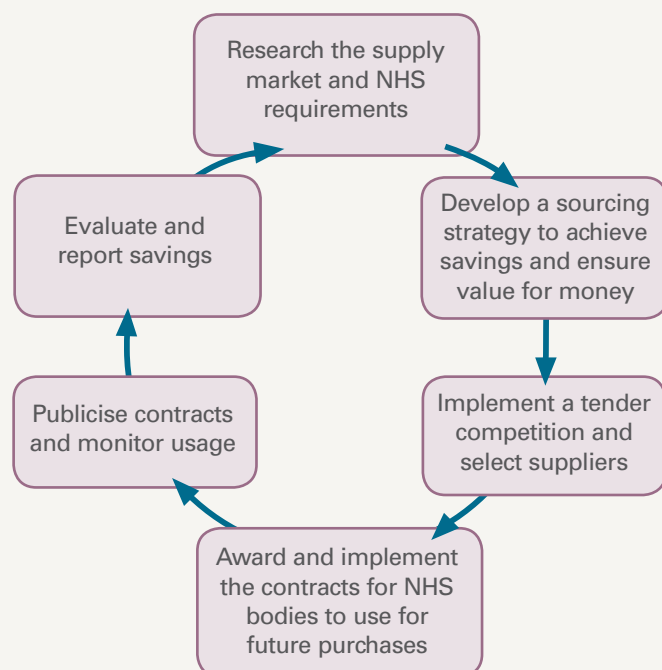 Research the supply
market and NHS
requirements
Develop a sourcing
strategy to achieve
savings and ensure
value for money
Implement a tender
competition and
select suppliers
Award and implement
the contracts for NHS
bodies to use for
future purchases
Publicise contracts
and monitor usage
Evaluate and
report savings